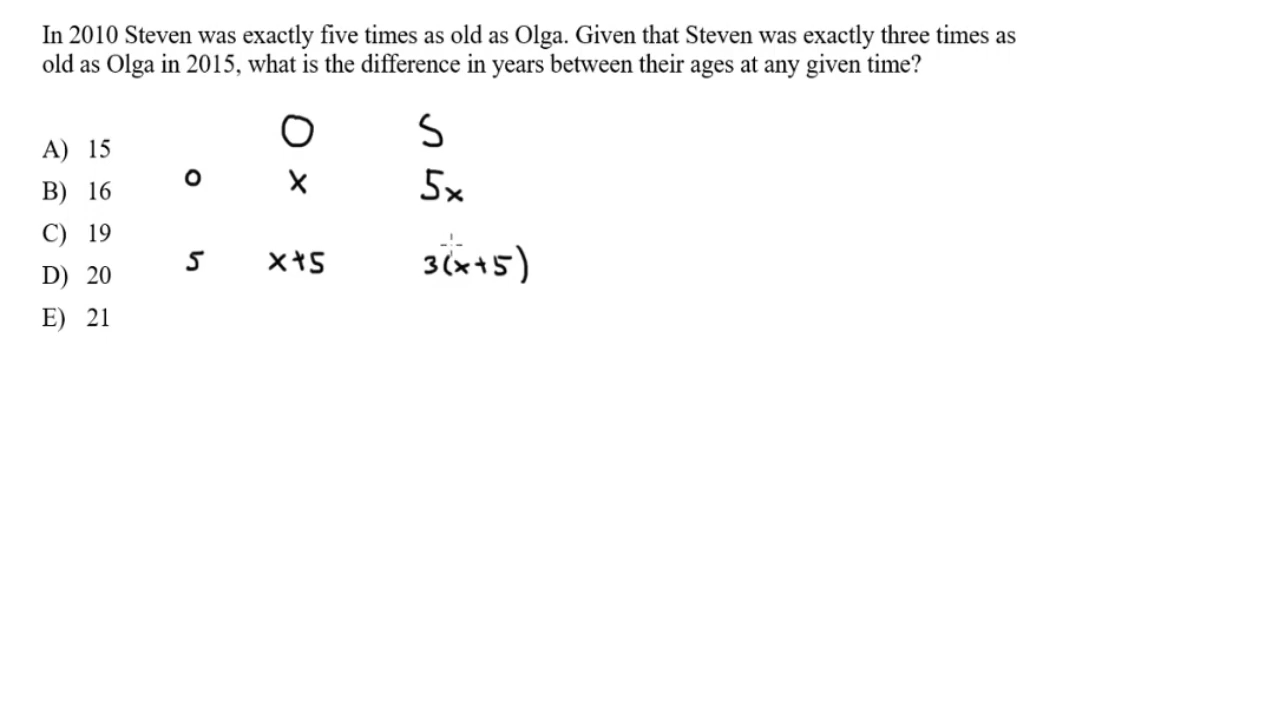 In 2010 Steven was exactly five times as old as Olga. Given that Steven was exactly three times as
old as Olga in 2015, what is the difference in years between their ages at any given time?
O S
A) 15
0 x 5x
B) 16
C) 19
5 x+5 3(x+5)
D) 20
E) 21